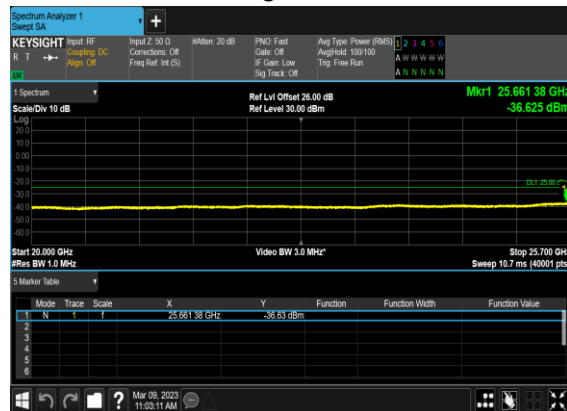 Spectrum Analyzer 1
Swept SA
+
KEYSIGHT Input: RF Input Z: 50 Ω #Atten: 20 dB PNO: Fast Avg Type: Power (RMS) 1 2 3 4 5 6
R T Coupling: DC Corrections: Off Gate: Off Avg|Hold: 100/100 A W W W W W
Align: Off Freq Ref: Int (S) IF Gain: Low Trig: Free Run
Sig Track: Off A N N N N N
1 Spectrum Ref Lvl Offset 26.00 dB Mkr1 25.661 38 GHz
Scale/Div 10 dB Ref Level 30.00 dBm -36.625 dBm
Log
20.0
10.0
0.00
-10.0
-20.0
DL1 -25.00
-30.0
-40.0
-50.0
-60.0
Start 20.000 GHz Video BW 3.0 MHz* Stop 25.700 GHz
#Res BW 1.0 MHz Sweep 10.7 ms (40001 pts
5 Marker Table
Mode Trace Scale X Y Function Function Width Function Value
1 N 1 f 25.661 38 GHz -36.63 dBm
2
3
4
5
6
? Mar 09, 2023
11:03:11 AM